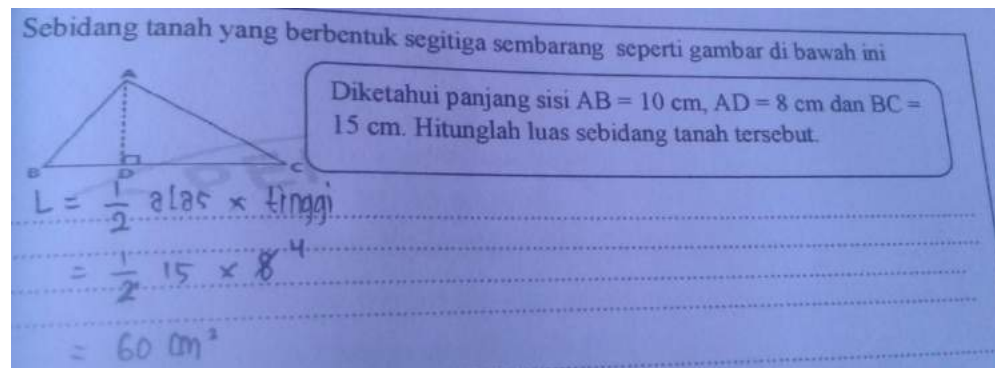 Sebidang tanah yang berbentuk segitiga sembarang seperti gambar di bawah ini
A
B
D
C
Diketahui panjang sisi AB = 10 cm, AD = 8 cm dan BC =
15 cm. Hitunglah luas sebidang tanah tersebut.
L = 1/2 alas × tinggi
= 1/2 15 × 8 4
= 60 cm²